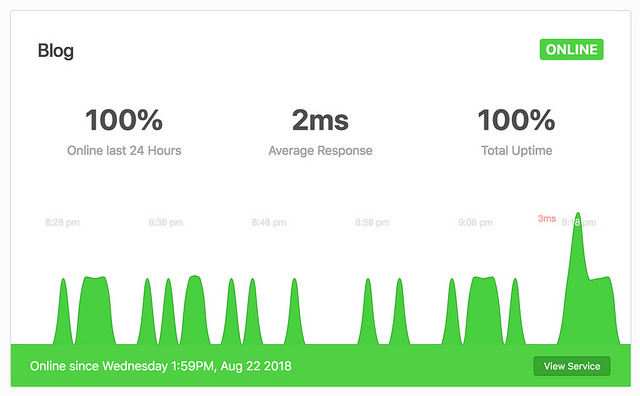 Blog
ONLINE
100%
2ms
100%
Online last 24 Hours
Average Response
Total Uptime
8:28 pm
8:38 pm
8:48 pm
8:58 pm
9:08 pm
3ms
9:18 pm
Online since Wednesday 1:59PM, Aug 22 2018
View Service